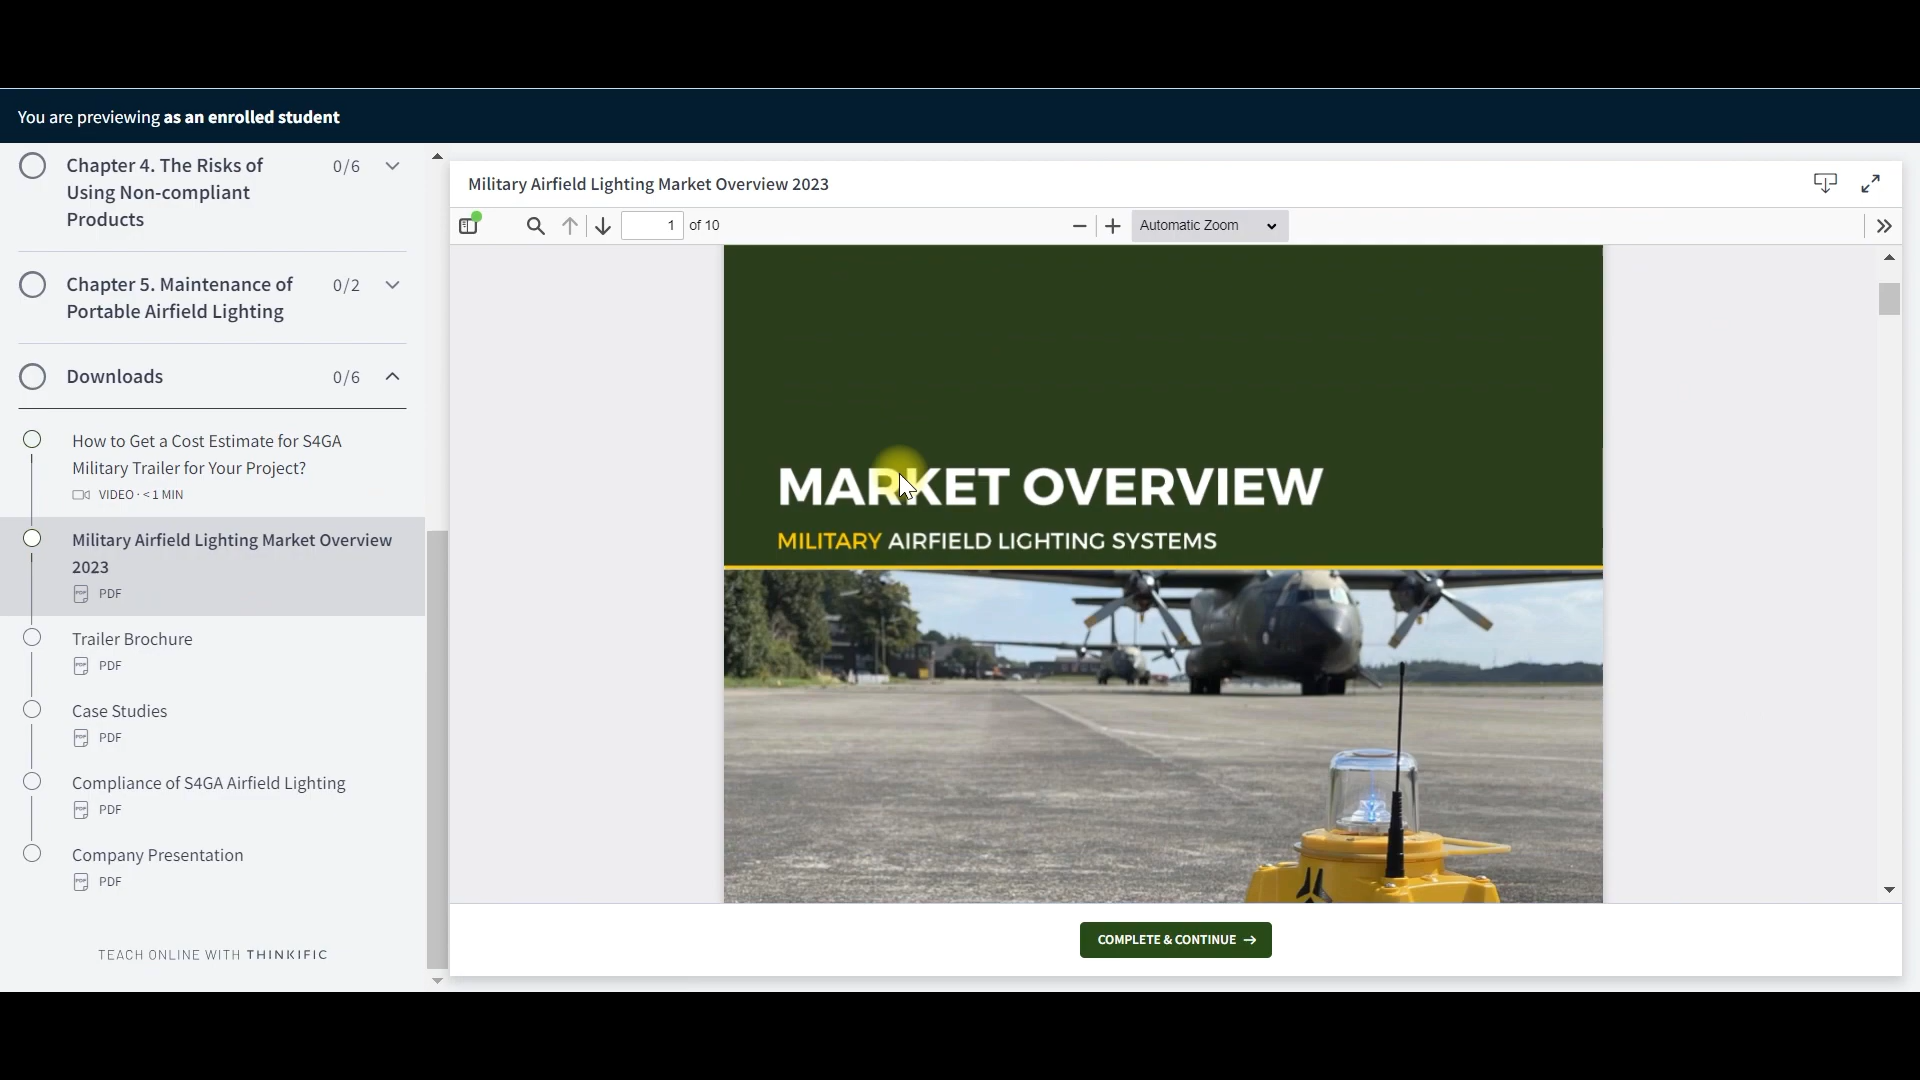 You are previewing as an enrolled student
Chapter 4. The Risks of
Using Non-compliant
Products
0/6
Chapter 5. Maintenance of
Portable Airfield Lighting
0/2
Downloads
0/6
How to Get a Cost Estimate for S4GA
Military Trailer for Your Project?
VIDEO · < 1 MIN
Military Airfield Lighting Market Overview
2023
PDF
Trailer Brochure
PDF
Case Studies
PDF
Compliance of S4GA Airfield Lighting
PDF
Company Presentation
PDF
TEACH ONLINE WITH THINKIFIC
Military Airfield Lighting Market Overview 2023
1 of 10
Automatic Zoom
MARKET OVERVIEW
MILITARY AIRFIELD LIGHTING SYSTEMS
COMPLETE & CONTINUE →